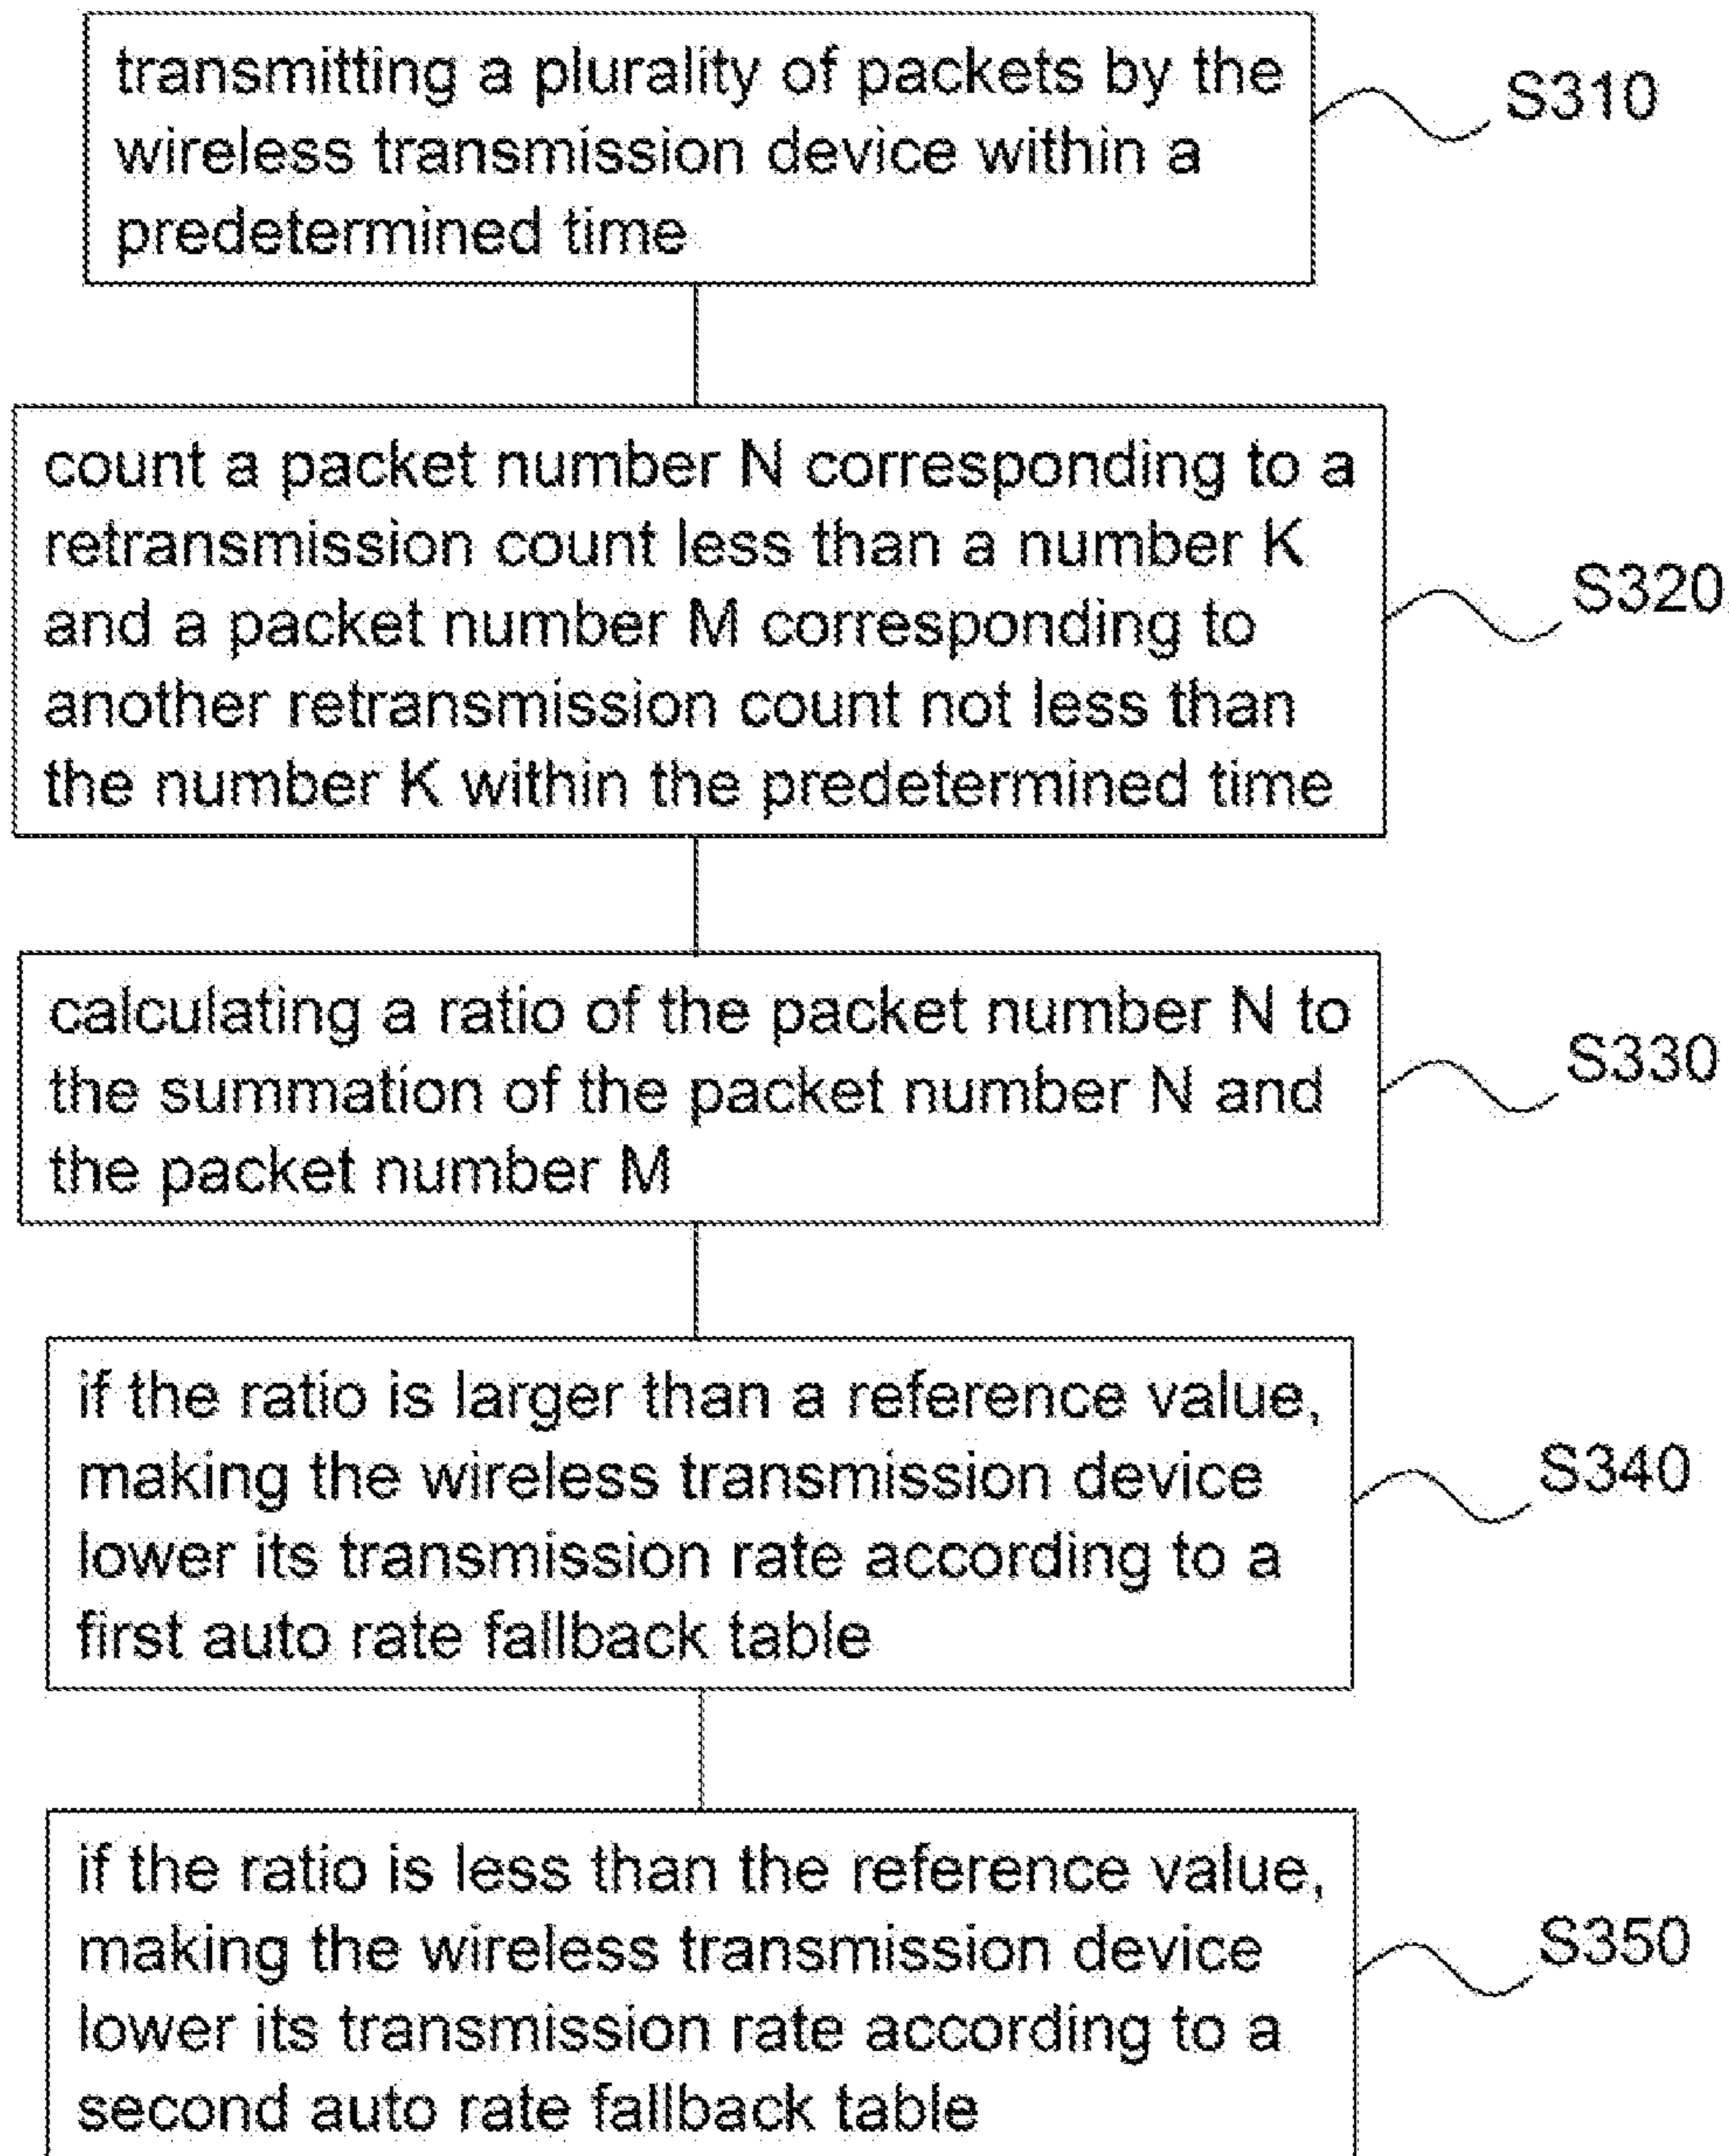 transmitting a plurality of packets by the
wireless transmission device within a
predetermined time
S310
count a packet number N corresponding to a
retransmission count less than a number K
and a packet number M corresponding to
another retransmission count not less than
the number K within the predetermined time
S320
calculating a ratio of the packet number N to
the summation of the packet number N and
the packet number M
S330
if the ratio is larger than a reference value,
making the wireless transmission device
lower its transmission rate according to a
first auto rate fallback table
S340
if the ratio is less than the reference value,
making the wireless transmission device
lower its transmission rate according to a
second auto rate fallback table
S350